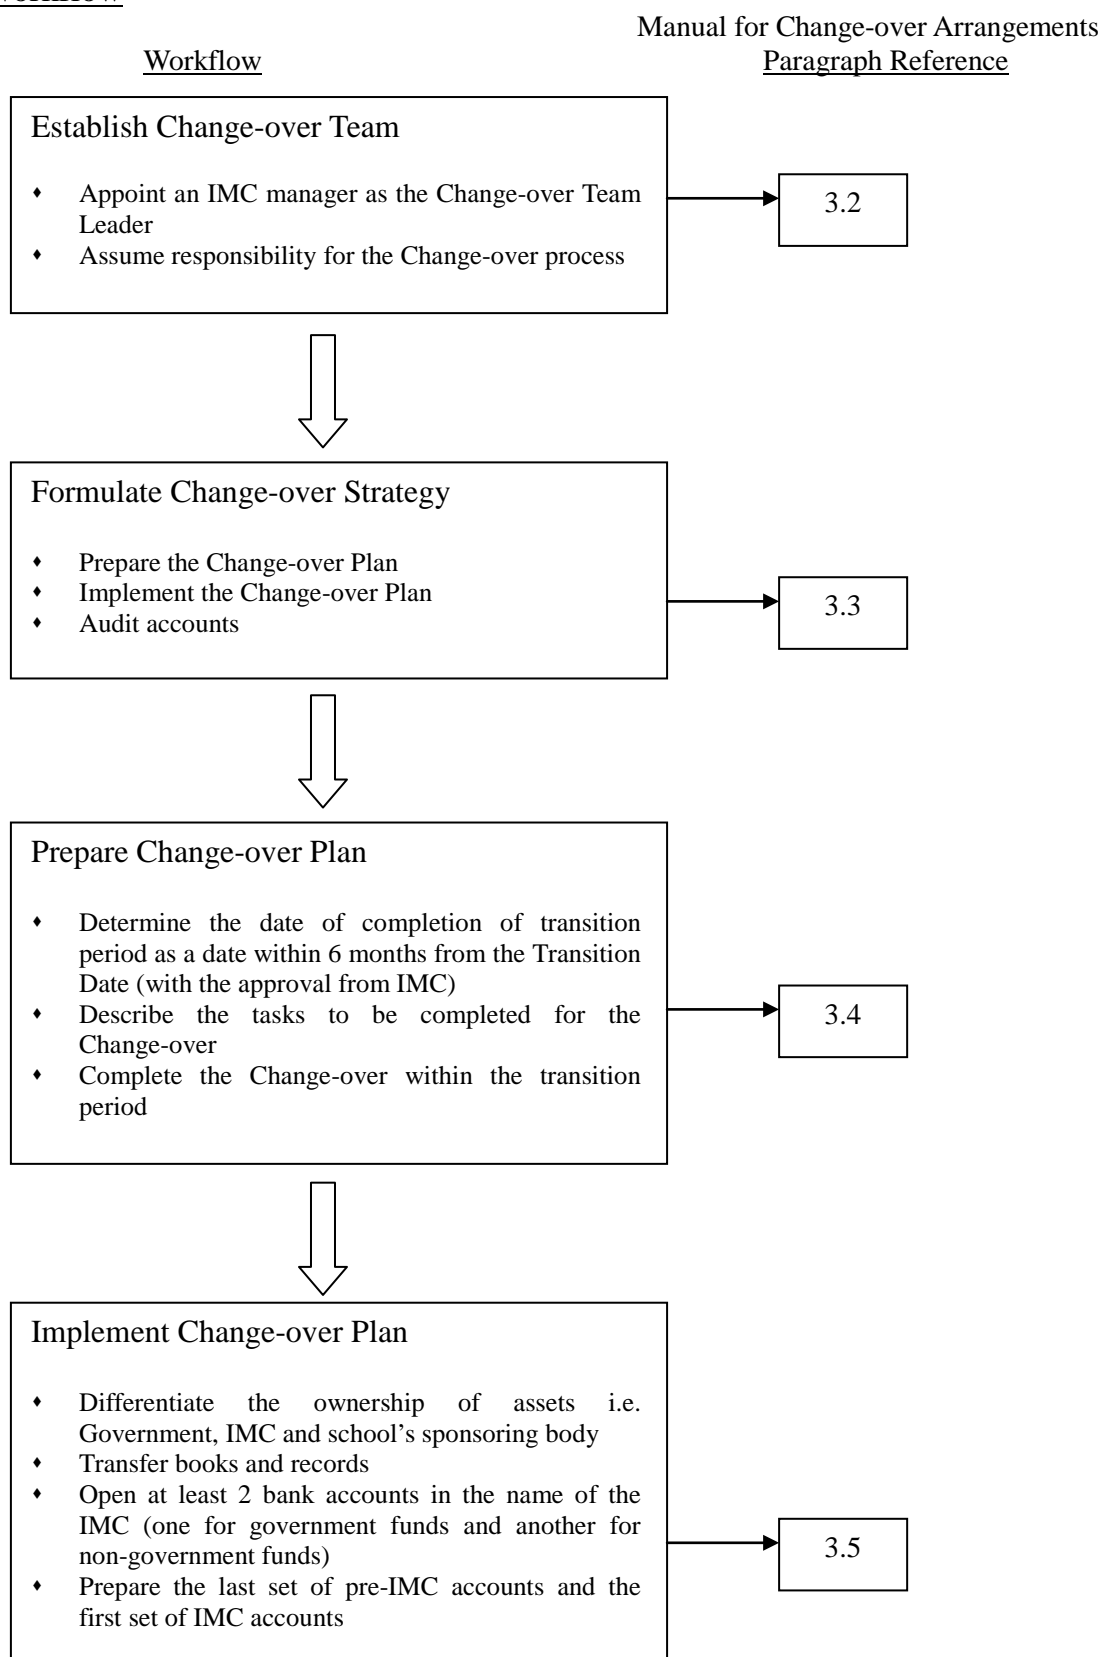 Workflow
Manual for Change-over Arrangements
Workflow
Paragraph Reference
Establish Change-over Team
♦ Appoint an IMC manager as the Change-over Team
Leader
♦ Assume responsibility for the Change-over process
3.2
Formulate Change-over Strategy
♦ Prepare the Change-over Plan
♦ Implement the Change-over Plan
♦ Audit accounts
3.3
Prepare Change-over Plan
♦ Determine the date of completion of transition
period as a date within 6 months from the Transition
Date (with the approval from IMC)
♦ Describe the tasks to be completed for the
Change-over
♦ Complete the Change-over within the transition
period
3.4
Implement Change-over Plan
♦ Differentiate the ownership of assets i.e.
Government, IMC and school's sponsoring body
♦ Transfer books and records
♦ Open at least 2 bank accounts in the name of the
IMC (one for government funds and another for
non-government funds)
♦ Prepare the last set of pre-IMC accounts and the
first set of IMC accounts
3.5